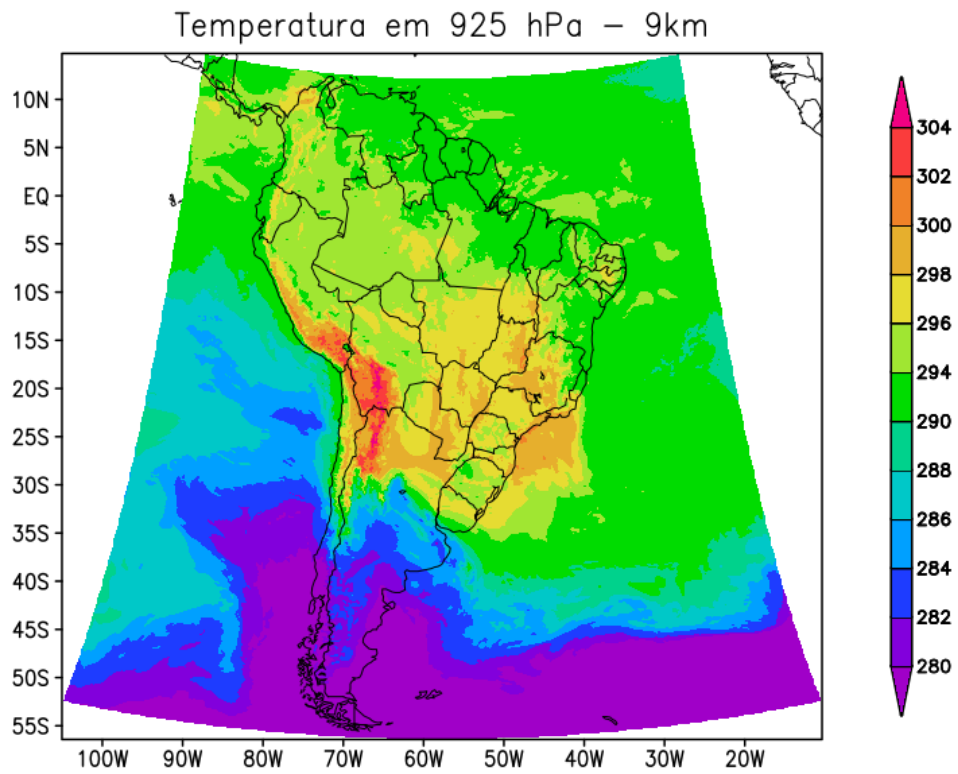 Temperatura em 925 hPa – 9km
10N
5N
EQ
5S
10S
15S
20S
25S
30S
35S
40S
45S
50S
55S
100W 90W 80W 70W 60W 50W 40W 30W 20W
304
302
300
298
296
294
290
288
286
284
282
280